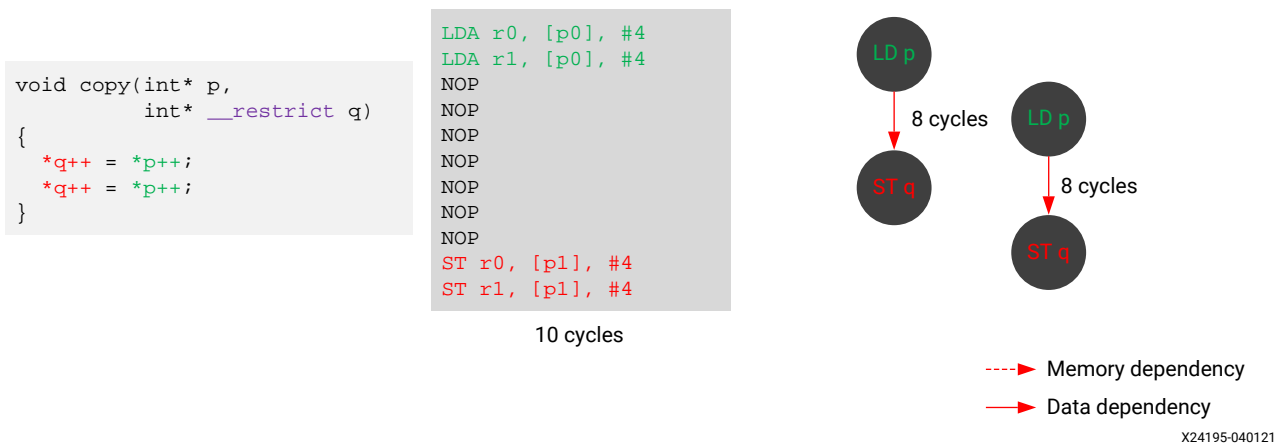 void copy(int* p,
int* __restrict q)
{
*q++ = *p++;
*q++ = *p++;
}
LDA r0, [p0], #4
LDA r1, [p0], #4
NOP
NOP
NOP
NOP
NOP
NOP
NOP
ST r0, [p1], #4
ST r1, [p1], #4
10 cycles
LD p
8 cycles
ST q
LD p
8 cycles
ST q
Memory dependency
Data dependency
X24195-040121